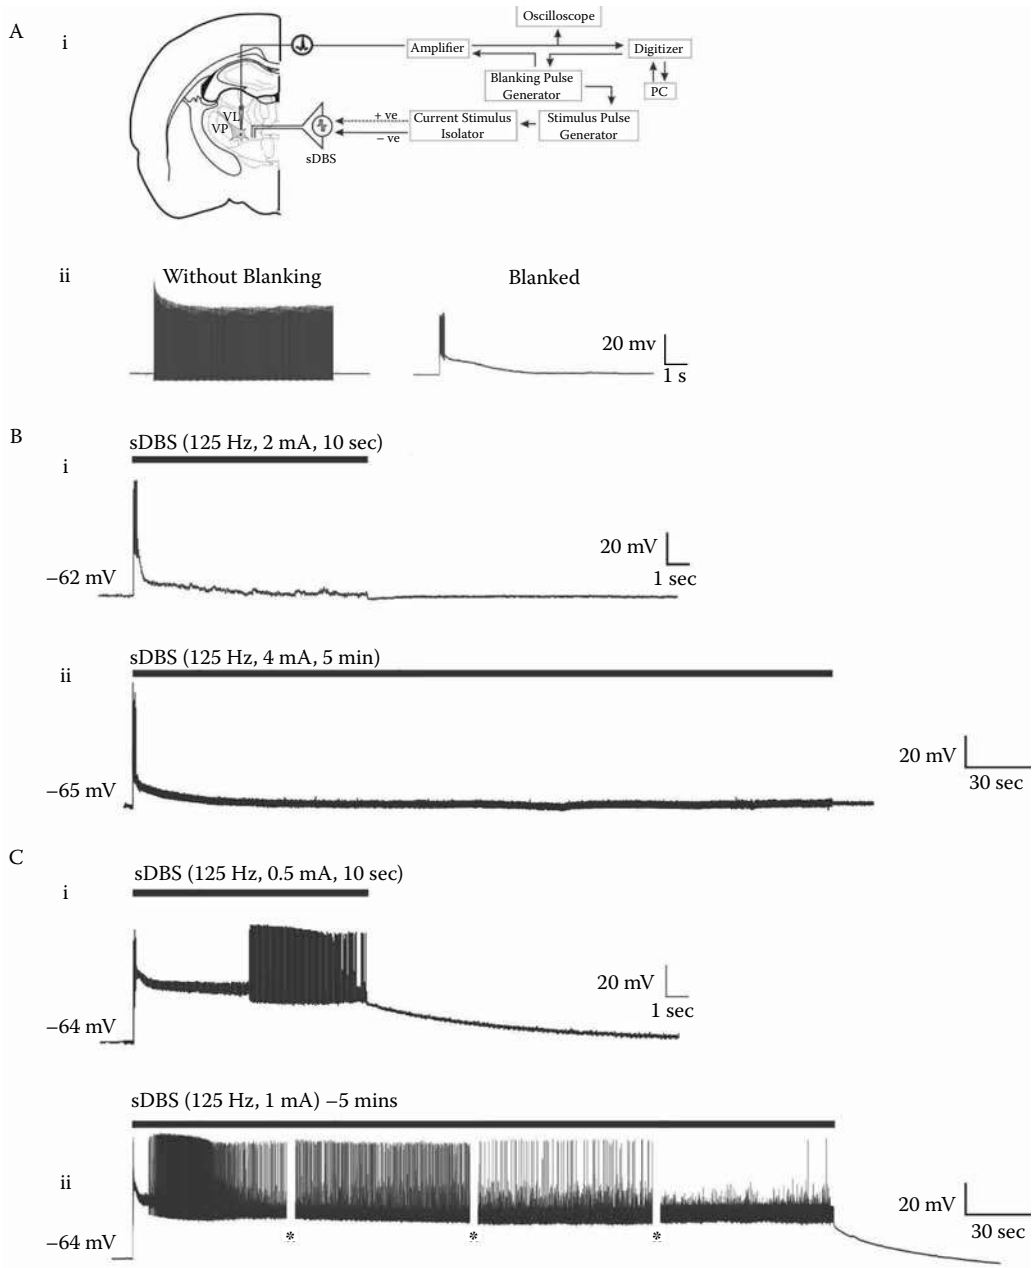 A
i
Oscilloscope
Amplifier
Digitizer
Blanking Pulse
Generator
PC
VL
VP
+ ve
− ve
Current Stimulus
Isolator
Stimulus Pulse
Generator
sDBS
ii
Without Blanking
Blanked
20 mv
1 s
B
sDBS (125 Hz, 2 mA, 10 sec)
i
20 mV
1 sec
−62 mV
sDBS (125 Hz, 4 mA, 5 min)
ii
20 mV
30 sec
−65 mV
C
sDBS (125 Hz, 0.5 mA, 10 sec)
i
20 mV
1 sec
−64 mV
sDBS (125 Hz, 1 mA) −5 mins
ii
20 mV
30 sec
−64 mV
* * *